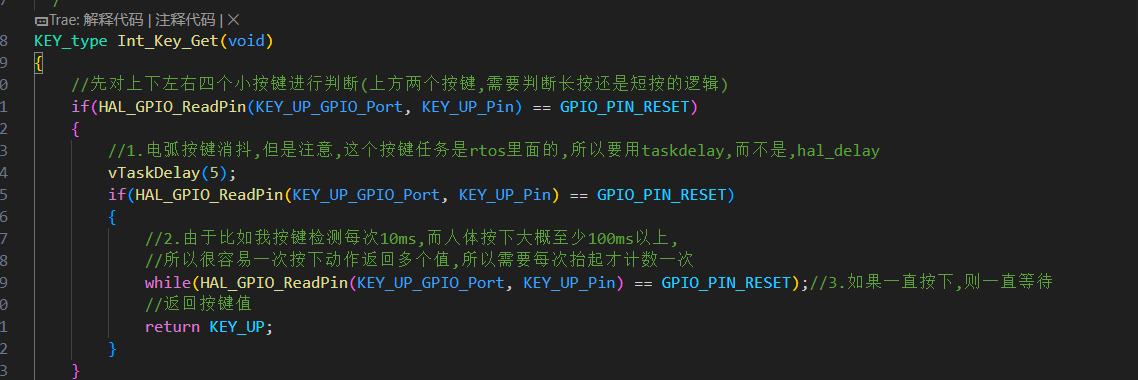 Trae: 解释代码 | 注释代码 | ×
8 KEY_type Int_Key_Get(void)
9 {
0 //先对上下左右四个小按键进行判断(上方两个按键,需要判断长按还是短按的逻辑)
1 if(HAL_GPIO_ReadPin(KEY_UP_GPIO_Port, KEY_UP_Pin) == GPIO_PIN_RESET)
2 {
3 //1.电弧按键消抖,但是注意,这个按键任务是rtos里面的,所以要用taskdelay,而不是,hal_delay
4 vTaskDelay(5);
5 if(HAL_GPIO_ReadPin(KEY_UP_GPIO_Port, KEY_UP_Pin) == GPIO_PIN_RESET)
6 {
7 //2.由于比如我按键检测每次10ms,而人体按下大概至少100ms以上,
8 //所以很容易一次按下动作返回多个值,所以需要每次抬起才计数一次
9 while(HAL_GPIO_ReadPin(KEY_UP_GPIO_Port, KEY_UP_Pin) == GPIO_PIN_RESET);//3.如果一直按下,则一直等待
0 //返回按键值
1 return KEY_UP;
2 }
3 }